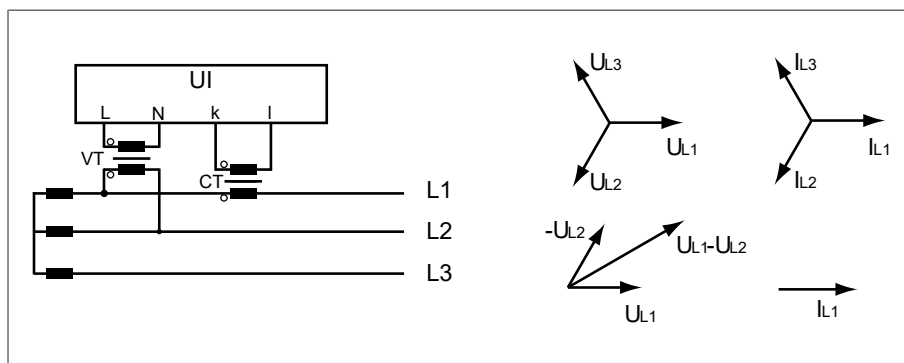 UI
L N k l
VT
CT
L1
L2
L3
UL3
UL1
UL2
IL3
IL1
IL2
-UL2
UL1-UL2
UL1
IL1